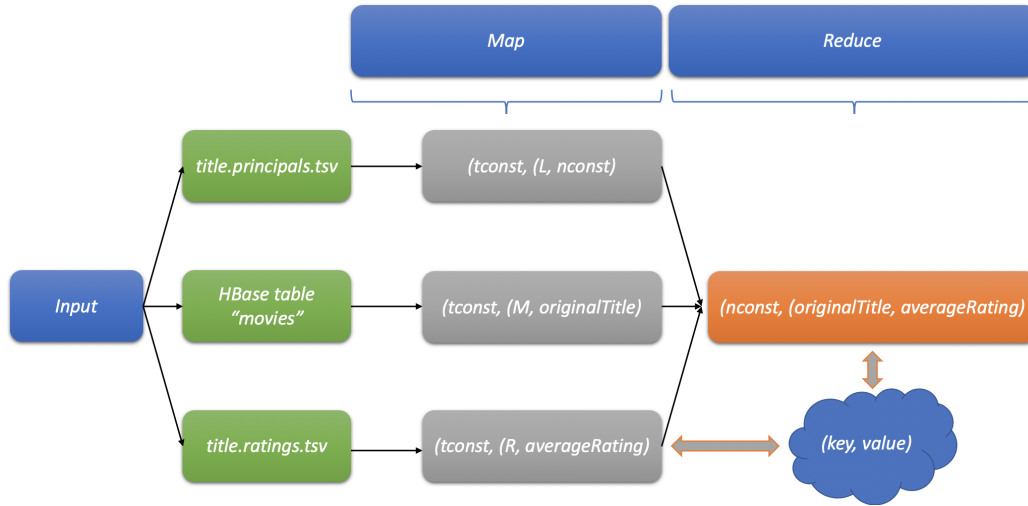 Map
Reduce
title.principals.tsv
(tconst, (L, nconst)
Input
HBase table
“movies”
(tconst, (M, originalTitle)
(nconst, (originalTitle, averageRating)
title.ratings.tsv
(tconst, (R, averageRating)
(key, value)